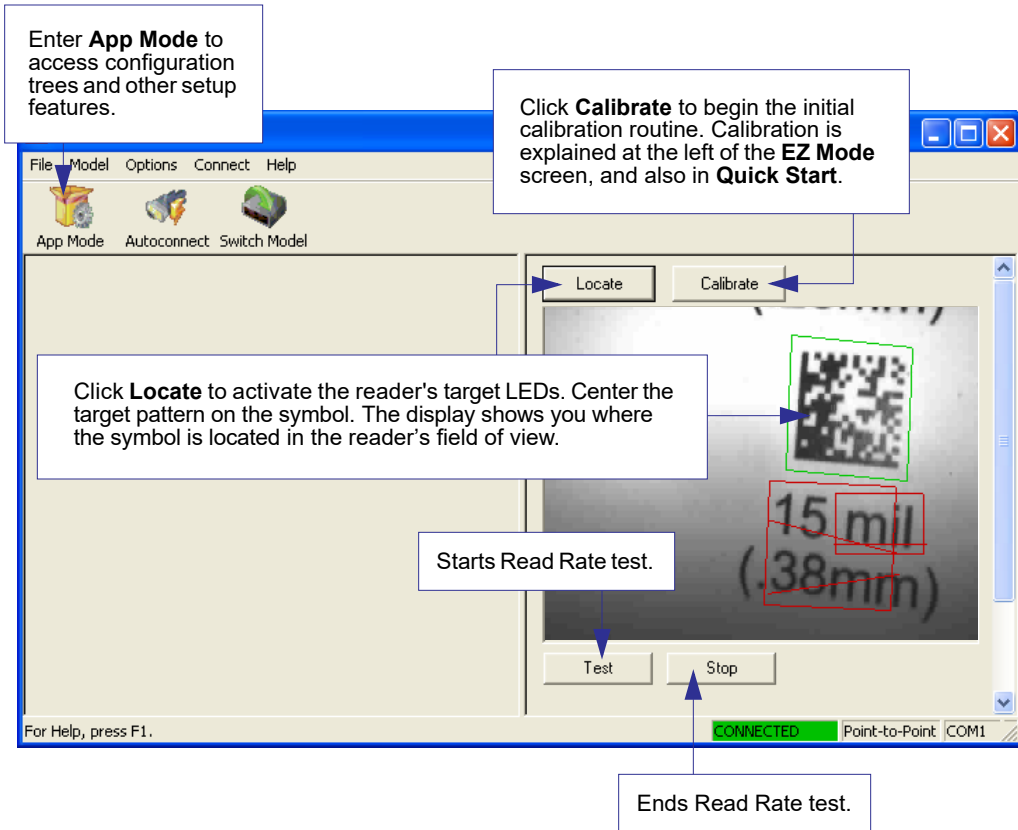 Enter App Mode to
access configuration
trees and other setup
features.
Click Calibrate to begin the initial
calibration routine. Calibration is
explained at the left of the EZ Mode
screen, and also in Quick Start.
File Model Options Connect Help
App Mode Autoconnect Switch Model
Locate Calibrate
Click Locate to activate the reader's target LEDs. Center the
target pattern on the symbol. The display shows you where
the symbol is located in the reader's field of view.
15 mil
(.38mm)
Starts Read Rate test.
Test Stop
For Help, press F1.
CONNECTED Point-to-Point COM1
Ends Read Rate test.